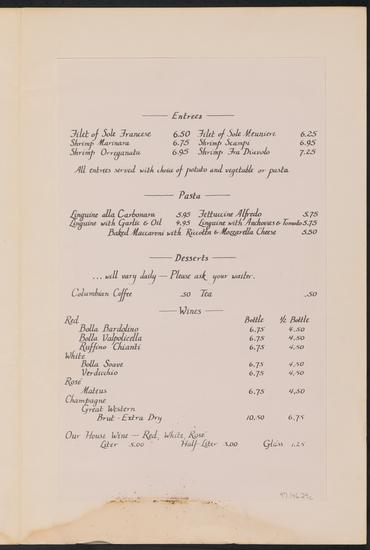 Entrees
Filet of Sole Francese 6.50 Filet of Sole Meuniere 6.25
Shrimp Marinara 6.75 Shrimp Scampi 6.95
Shrimp Orreganata 6.95 Shrimp Fra Diavolo 7.25
All entrees served with choice of potato and vegetable or pasta
Pasta
Linguine alla Carbonara 5.95 Fettuccine Alfredo 5.75
Linguine with Garlic & Oil 4.95 Linguine with Anchovies & Tomato 5.75
Baked Maccaroni with Riccotta & Mozzarella Cheese 5.50
Desserts
...will vary daily — Please ask your waiter.
Columbian Coffee .50 Tea .50
Wines
Red Bottle ½ Bottle
Bolla Bardolino 6.75 4.50
Bolla Valpolicella 6.75 4.50
Ruffino Chianti 6.75 4.50
White
Bolla Soave 6.75 4.50
Verdicchio 6.75 4.50
Rosé
Mateus 6.75 4.50
Champagne
Great Western
Brut - Extra Dry 10.50 6.75
Our House Wine — Red, White, Rosé
Liter 5.00 Half-Liter 3.00 Glass 1.25